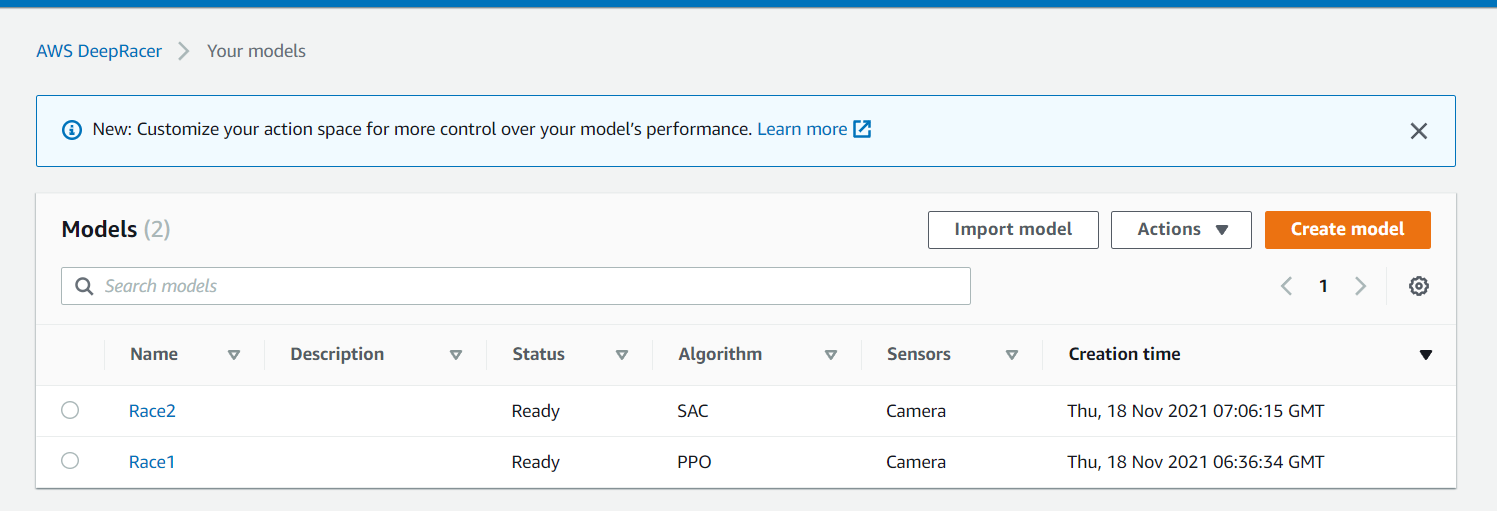 AWS DeepRacer Your models
New: Customize your action space for more control over your model's performance. Learn more
Models (2) Import model Actions Create model
Search models 1
Name Description Status Algorithm Sensors Creation time
Race2 Ready SAC Camera Thu, 18 Nov 2021 07:06:15 GMT
Race1 Ready PPO Camera Thu, 18 Nov 2021 06:36:34 GMT